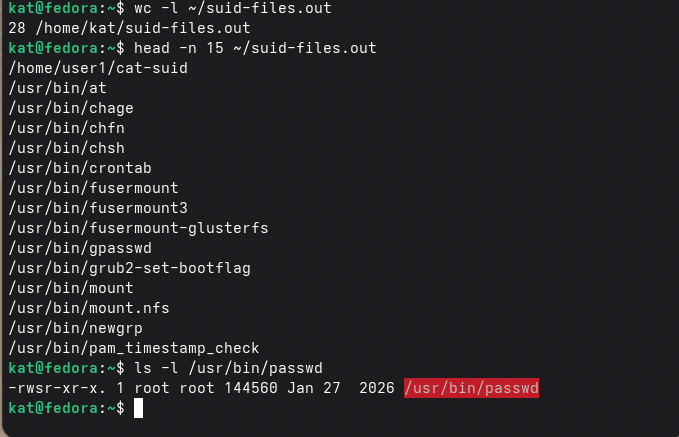 kat@fedora:~$ wc -l ~/suid-files.out
28 /home/kat/suid-files.out
kat@fedora:~$ head -n 15 ~/suid-files.out
/home/user1/cat-suid
/usr/bin/at
/usr/bin/chage
/usr/bin/chfn
/usr/bin/chsh
/usr/bin/crontab
/usr/bin/fusermount
/usr/bin/fusermount3
/usr/bin/fusermount-glusterfs
/usr/bin/gpasswd
/usr/bin/grub2-set-bootflag
/usr/bin/mount
/usr/bin/mount.nfs
/usr/bin/newgrp
/usr/bin/pam_timestamp_check
kat@fedora:~$ ls -l /usr/bin/passwd
-rwsr-xr-x. 1 root root 144560 Jan 27  2026 /usr/bin/passwd
kat@fedora:~$